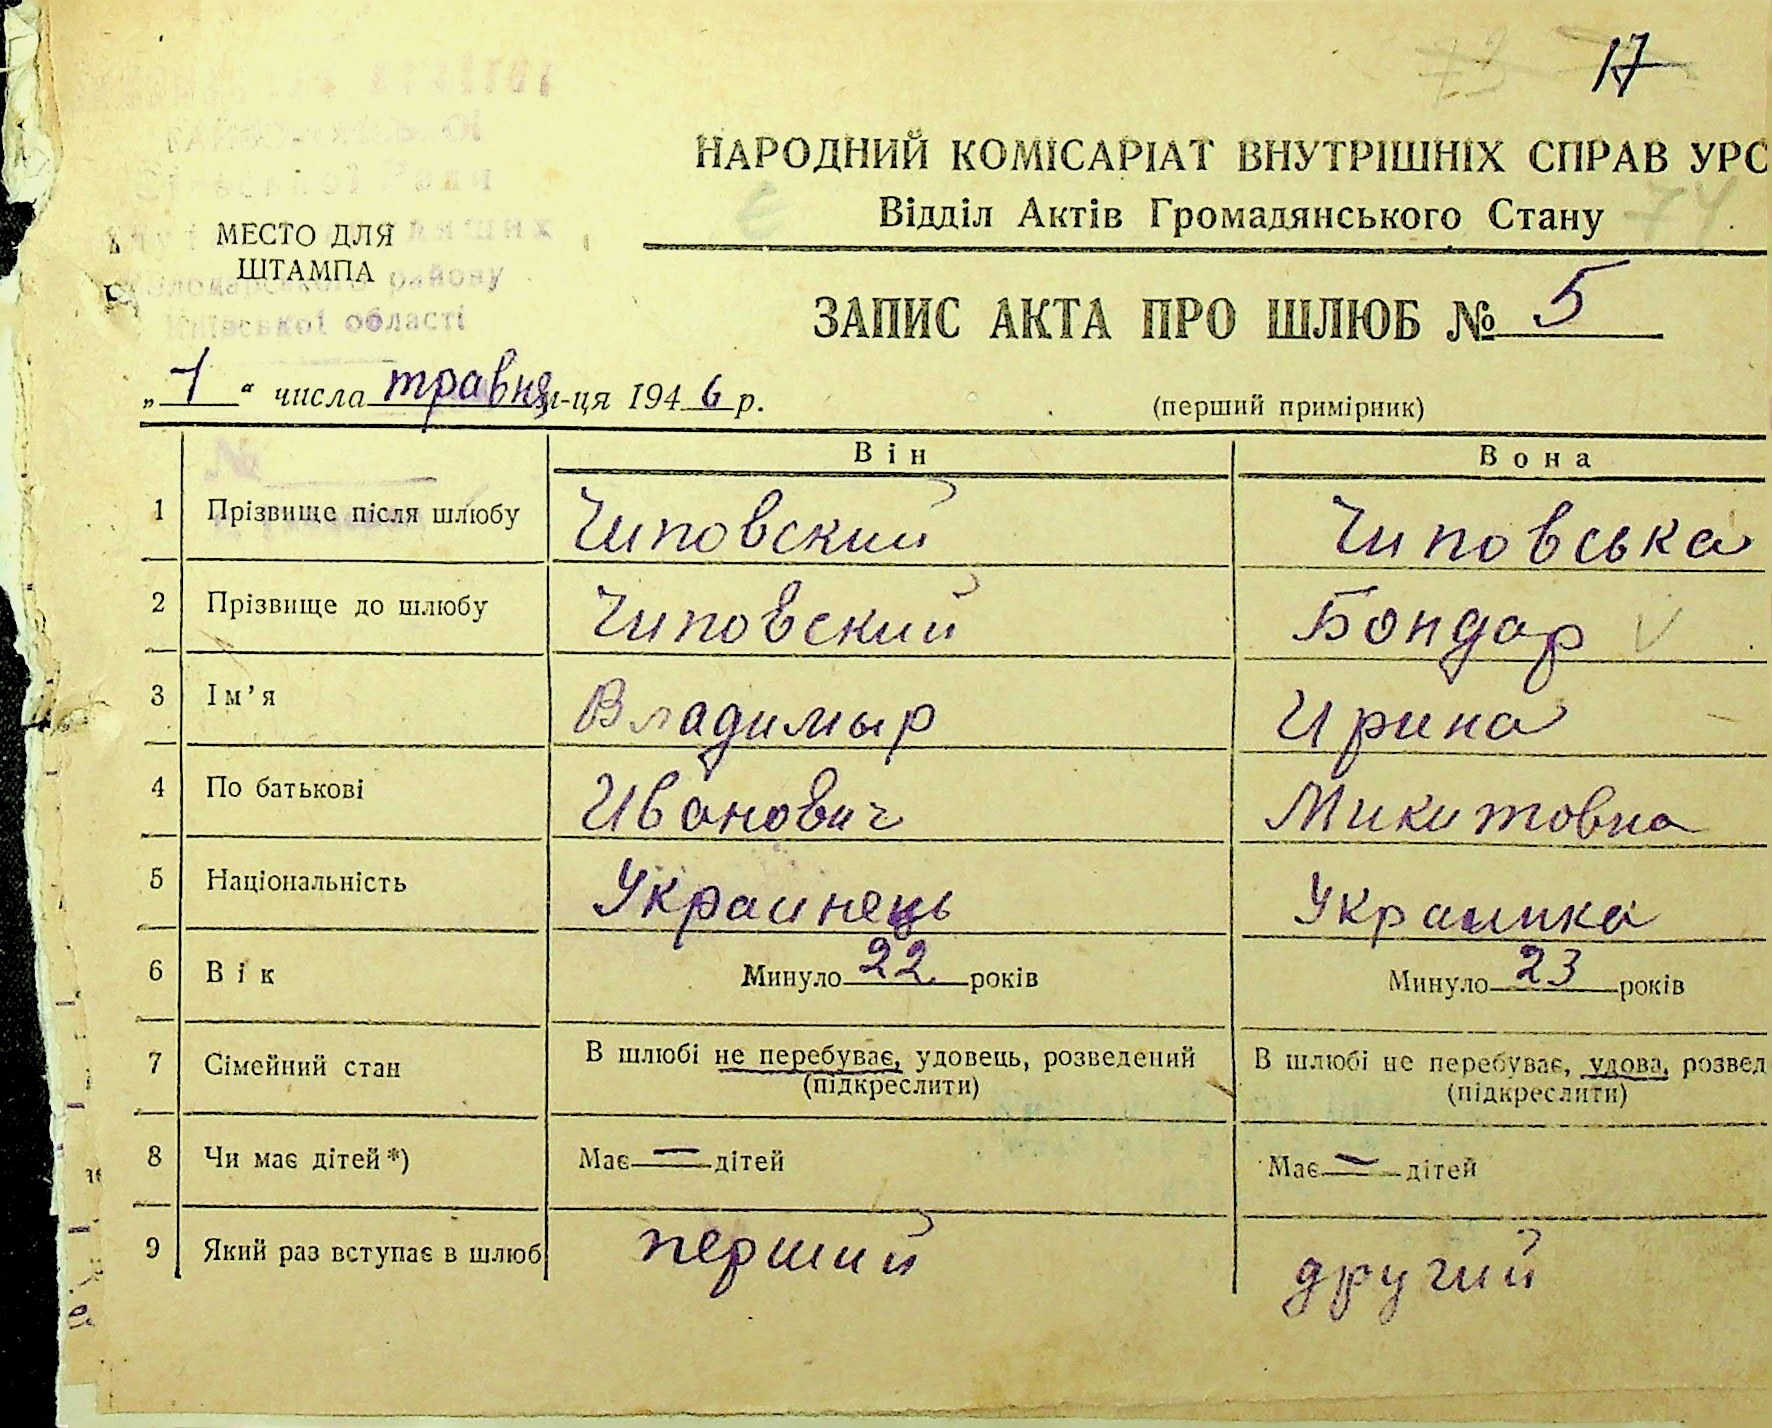 17
НАРОДНИЙ КОМІСАРІАТ ВНУТРІШНІХ СПРАВ УРС
Відділ Актів Громадянського Стану 74
МЕСТО ДЛЯ
ШТАМПА
району
Київської області
ЗАПИС АКТА ПРО ШЛЮБ № 5
„ 1 “ числа травня м-ця 1946 р. (перший примірник)
Він Вона
1 Прізвище після шлюбу Чиповский Чиповська
2 Прізвище до шлюбу Чиповский Бондар
3 Ім’я Владимыр Ирина
4 По батькові Иванович Микитовна
5 Національність Украинець Украинка
6 Вік Минуло 22 років Минуло 23 років
7 Сімейний стан В шлюбі не перебуває, удовець, розведений В шлюбі не перебуває, удова, розвед
(підкреслити) (підкреслити)
8 Чи має дітей*) Має — дітей Має — дітей
9 Який раз вступає в шлюб перший другий